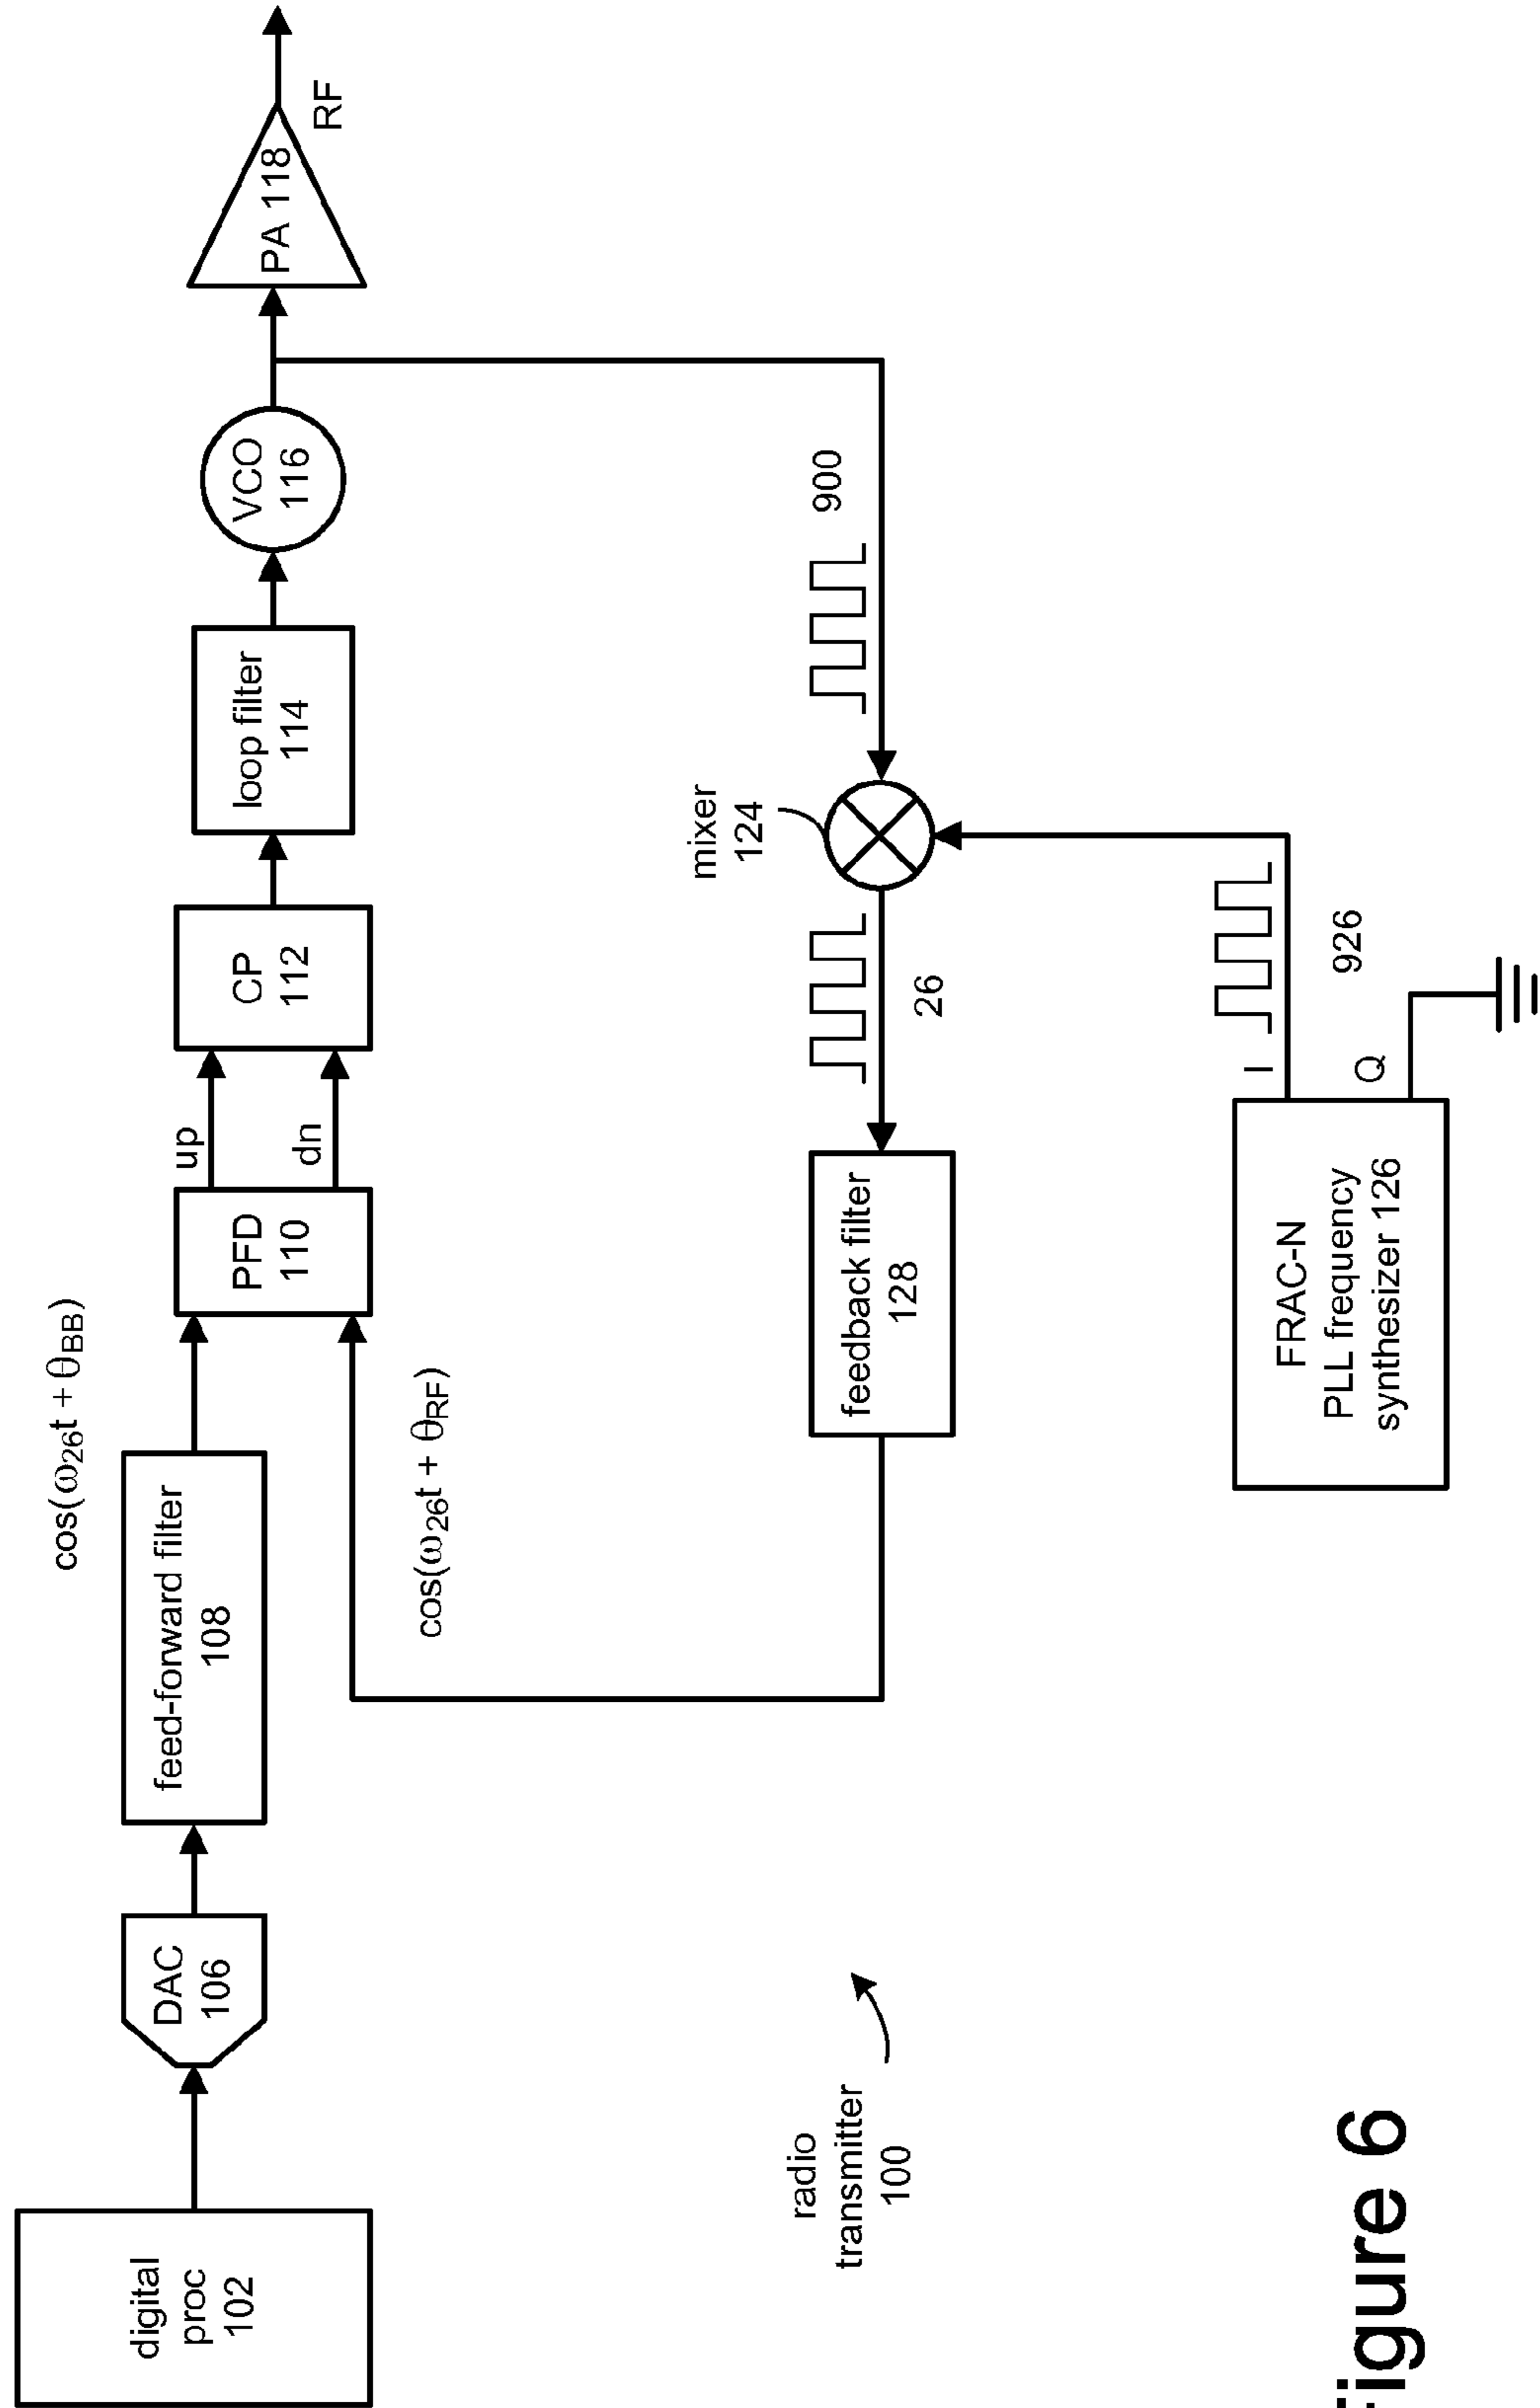 digital
proc
102
DAC
106
feed-forward filter
108
cos(ω26t + θBB)
cos(ω26t + θRF)
PFD
110
up
dn
CP
112
loop filter
114
VCO
116
PA 118
RF
900
mixer
124
26
feedback filter
128
I
926
Q
FRAC-N
PLL frequency
synthesizer 126
radio
transmitter
100
igure 6